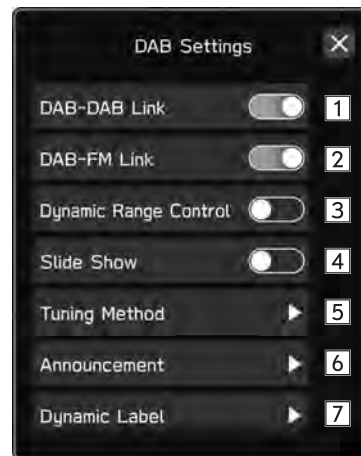 DAB Settings
DAB-DAB Link 1
DAB-FM Link 2
Dynamic Range Control 3
Slide Show 4
Tuning Method 5
Announcement 6
Dynamic Label 7